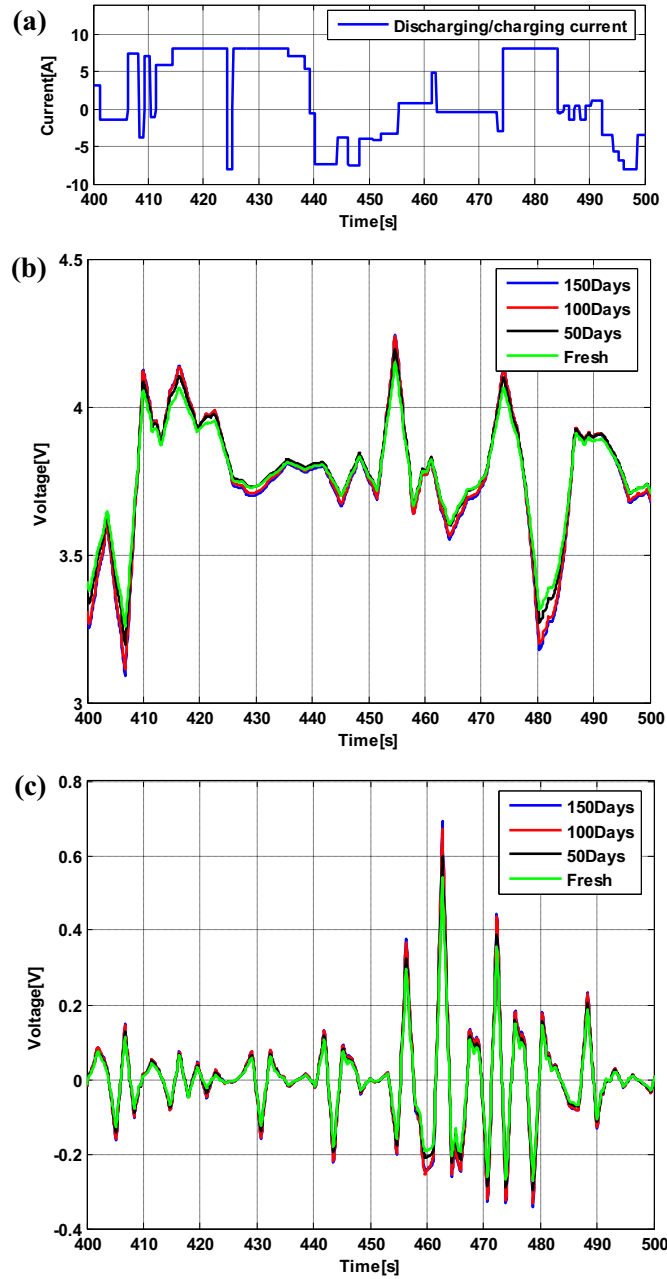 (a)
Discharging/charging current
Current[A]
10
5
0
-5
-10
400 410 420 430 440 450 460 470 480 490 500
Time[s]
(b)
4.5
150Days
100Days
50Days
Fresh
4
Voltage[V]
3.5
3
400 410 420 430 440 450 460 470 480 490 500
Time[s]
(c)
0.8
150Days
100Days
50Days
Fresh
0.6
0.4
Voltage[V]
0.2
0
-0.2
-0.4
400 410 420 430 440 450 460 470 480 490 500
Time[s]